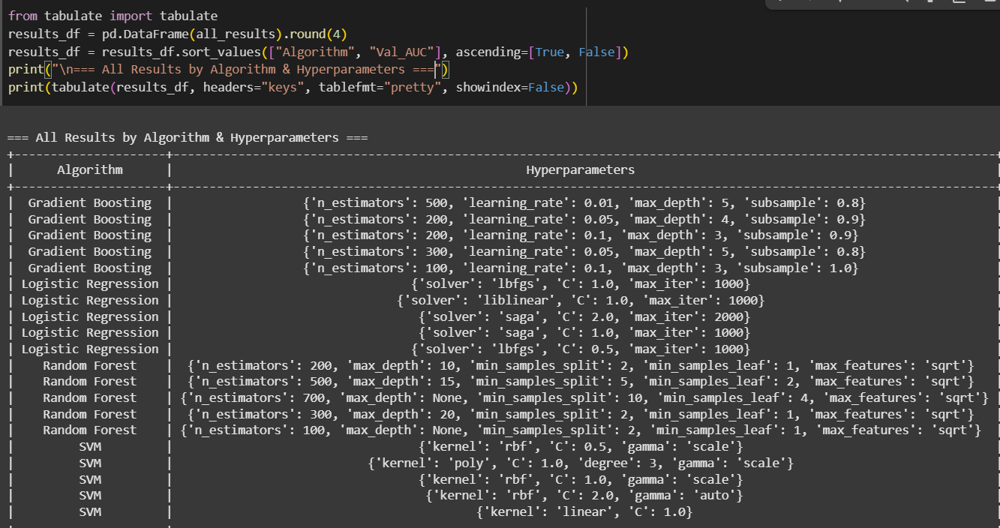 from tabulate import tabulate
results_df = pd.DataFrame(all_results).round(4)
results_df = results_df.sort_values(["Algorithm", "Val_AUC"], ascending=[True, False])
print("\n=== All Results by Algorithm & Hyperparameters ===")
print(tabulate(results_df, headers="keys", tablefmt="pretty", showindex=False))
=== All Results by Algorithm & Hyperparameters ===
| Algorithm | Hyperparameters
| Gradient Boosting | {'n_estimators': 500, 'learning_rate': 0.01, 'max_depth': 5, 'subsample': 0.8}
| Gradient Boosting | {'n_estimators': 200, 'learning_rate': 0.05, 'max_depth': 4, 'subsample': 0.9}
| Gradient Boosting | {'n_estimators': 200, 'learning_rate': 0.1, 'max_depth': 3, 'subsample': 0.9}
| Gradient Boosting | {'n_estimators': 300, 'learning_rate': 0.05, 'max_depth': 5, 'subsample': 0.8}
| Gradient Boosting | {'n_estimators': 100, 'learning_rate': 0.1, 'max_depth': 3, 'subsample': 1.0}
| Logistic Regression | {'solver': 'lbfgs', 'C': 1.0, 'max_iter': 1000}
| Logistic Regression | {'solver': 'liblinear', 'C': 1.0, 'max_iter': 1000}
| Logistic Regression | {'solver': 'saga', 'C': 2.0, 'max_iter': 2000}
| Logistic Regression | {'solver': 'saga', 'C': 1.0, 'max_iter': 1000}
| Logistic Regression | {'solver': 'lbfgs', 'C': 0.5, 'max_iter': 1000}
| Random Forest | {'n_estimators': 200, 'max_depth': 10, 'min_samples_split': 2, 'min_samples_leaf': 1, 'max_features': 'sqrt'}
| Random Forest | {'n_estimators': 500, 'max_depth': 15, 'min_samples_split': 5, 'min_samples_leaf': 2, 'max_features': 'sqrt'}
| Random Forest | {'n_estimators': 700, 'max_depth': None, 'min_samples_split': 10, 'min_samples_leaf': 4, 'max_features': 'sqrt'}
| Random Forest | {'n_estimators': 300, 'max_depth': 20, 'min_samples_split': 2, 'min_samples_leaf': 1, 'max_features': 'sqrt'}
| Random Forest | {'n_estimators': 100, 'max_depth': None, 'min_samples_split': 2, 'min_samples_leaf': 1, 'max_features': 'sqrt'}
| SVM | {'kernel': 'rbf', 'C': 0.5, 'gamma': 'scale'}
| SVM | {'kernel': 'poly', 'C': 1.0, 'degree': 3, 'gamma': 'scale'}
| SVM | {'kernel': 'rbf', 'C': 1.0, 'gamma': 'scale'}
| SVM | {'kernel': 'rbf', 'C': 2.0, 'gamma': 'auto'}
| SVM | {'kernel': 'linear', 'C': 1.0}